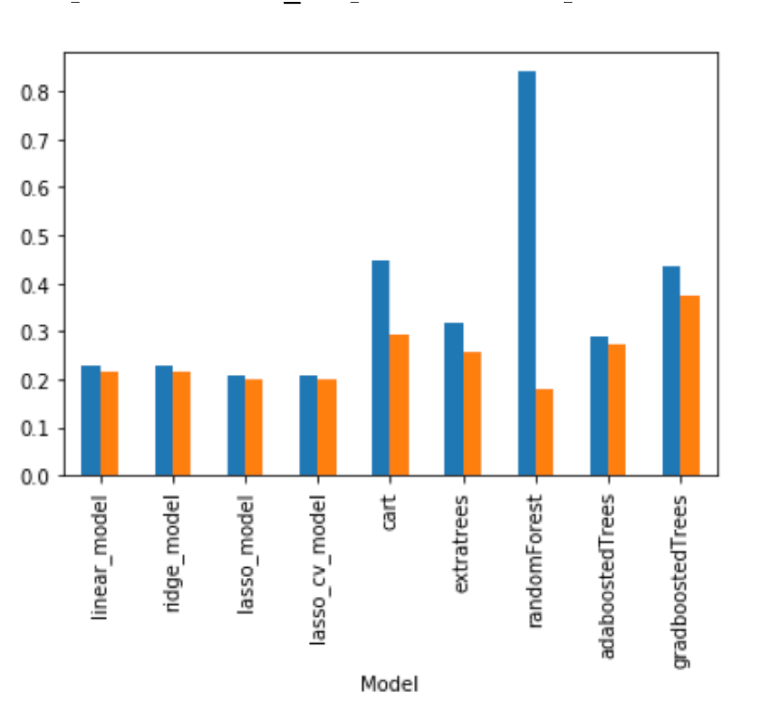 0.8
0.7
0.6
0.5
0.4
0.3
0.2
0.1
0.0
linear_model
ridge_model
lasso_model
lasso_cv_model
cart
extratrees
randomForest
adaboostedTrees
gradboostedTrees
Model